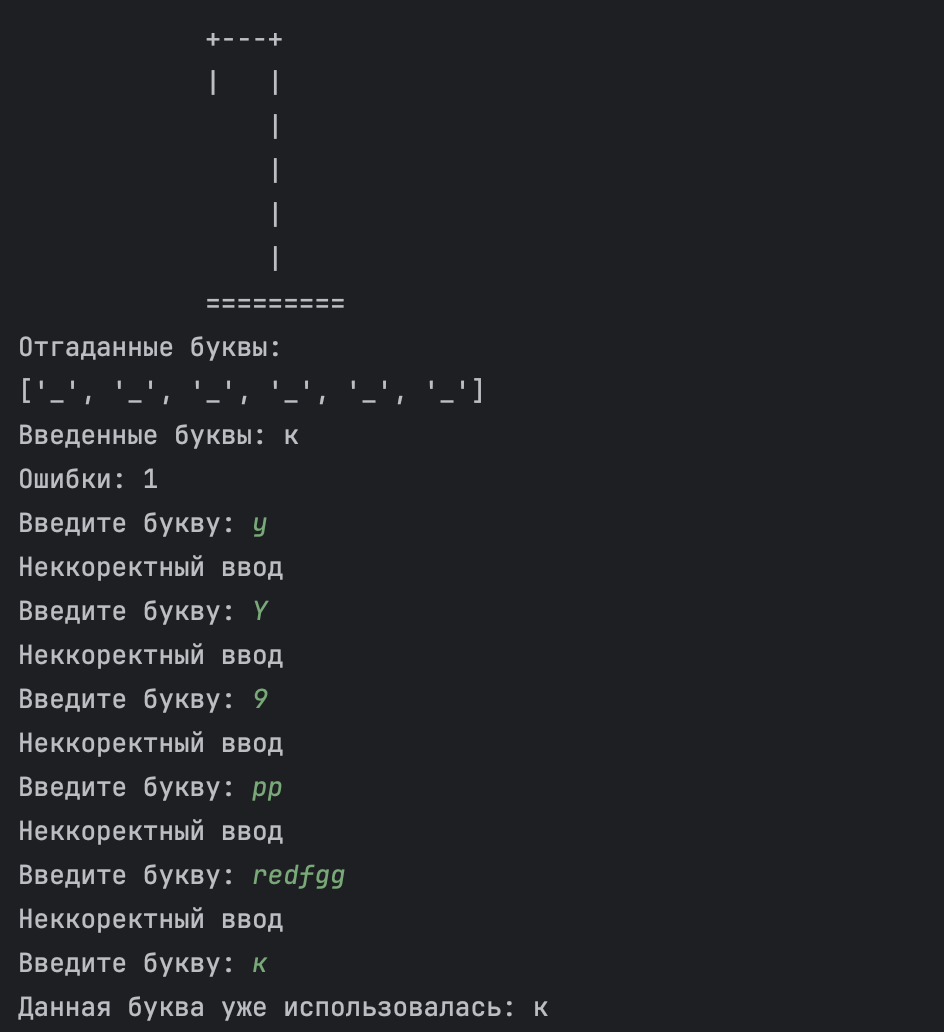 +---+
|   |
    |
    |
    |
    |
=========
Отгаданные буквы:
['_', '_', '_', '_', '_', '_']
Введенные буквы: к
Ошибки: 1
Введите букву: y
Неккоректный ввод
Введите букву: Y
Неккоректный ввод
Введите букву: 9
Неккоректный ввод
Введите букву: pp
Неккоректный ввод
Введите букву: redfgg
Неккоректный ввод
Введите букву: к
Данная буква уже использовалась: к